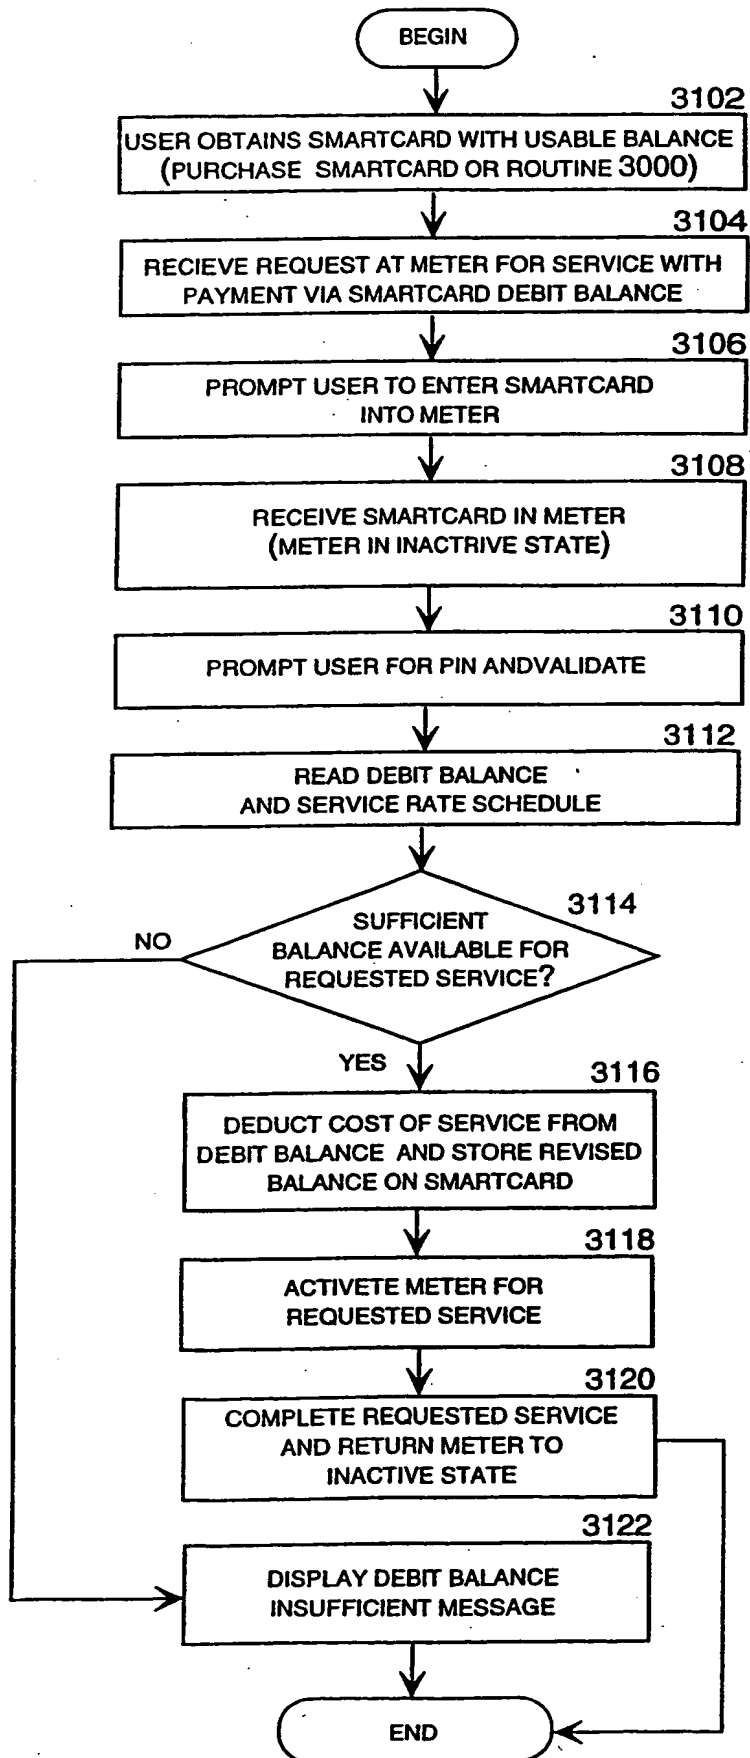 BEGIN
3102
USER OBTAINS SMARTCARD WITH USABLE BALANCE
(PURCHASE SMARTCARD OR ROUTINE 3000)
3104
RECIEVE REQUEST AT METER FOR SERVICE WITH
PAYMENT VIA SMARTCARD DEBIT BALANCE
3106
PROMPT USER TO ENTER SMARTCARD
INTO METER
3108
RECEIVE SMARTCARD IN METER
(METER IN INACTRIVE STATE)
3110
PROMPT USER FOR PIN ANDVALIDATE
3112
READ DEBIT BALANCE
AND SERVICE RATE SCHEDULE
3114
SUFFICIENT
BALANCE AVAILABLE FOR
REQUESTED SERVICE?
NO
YES
3116
DEDUCT COST OF SERVICE FROM
DEBIT BALANCE AND STORE REVISED
BALANCE ON SMARTCARD
3118
ACTIVETE METER FOR
REQUESTED SERVICE
3120
COMPLETE REQUESTED SERVICE
AND RETURN METER TO
INACTIVE STATE
3122
DISPLAY DEBIT BALANCE
INSUFFICIENT MESSAGE
END